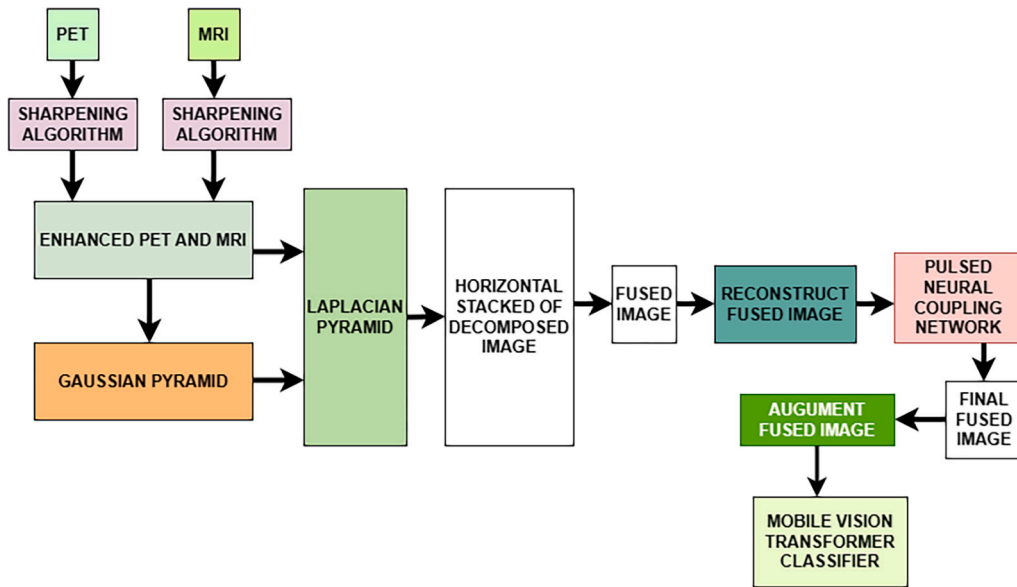 PET
MRI
SHARPENING
ALGORITHM
SHARPENING
ALGORITHM
ENHANCED PET AND MRI
GAUSSIAN PYRAMID
LAPLACIAN
PYRAMID
HORIZONTAL
STACKED OF
DECOMPOSED
IMAGE
FUSED
IMAGE
RECONSTRUCT
FUSED IMAGE
PULSED
NEURAL
COUPLING
NETWORK
FINAL
FUSED
IMAGE
AUGUMENT
FUSED IMAGE
MOBILE VISION
TRANSFORMER
CLASSIFIER